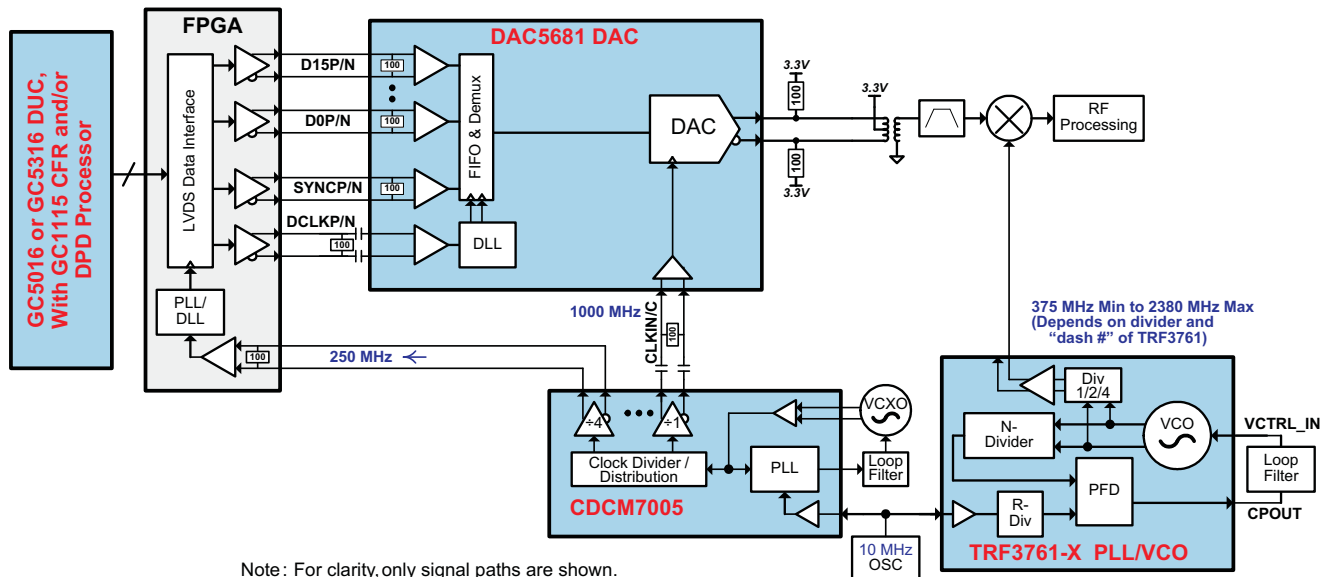 GC5016 or GC5316 DUC,
With GC1115 CFR and/or
DPD Processor
FPGA
LVDS Data Interface
PLL/
DLL
100
250 MHz
D15P/N
D0P/N
SYNCP/N
DCLKP/N
100
DAC5681 DAC
100
100
100
FIFO & Demux
DLL
DAC
3.3V
100
100
3.3V
3.3V
RF
Processing
1000 MHz
CLKIN/C
100
÷4
÷1
VCXO
Clock Divider /
Distribution
PLL
Loop
Filter
CDCM7005
10 MHz
OSC
375 MHz Min to 2380 MHz Max
(Depends on divider and
"dash #" of TRF3761)
Div
1/2/4
N-
Divider
VCO
VCTRL_IN
Loop
Filter
CPOUT
PFD
R-
Div
TRF3761-X PLL/VCO
Note: For clarity, only signal paths are shown.